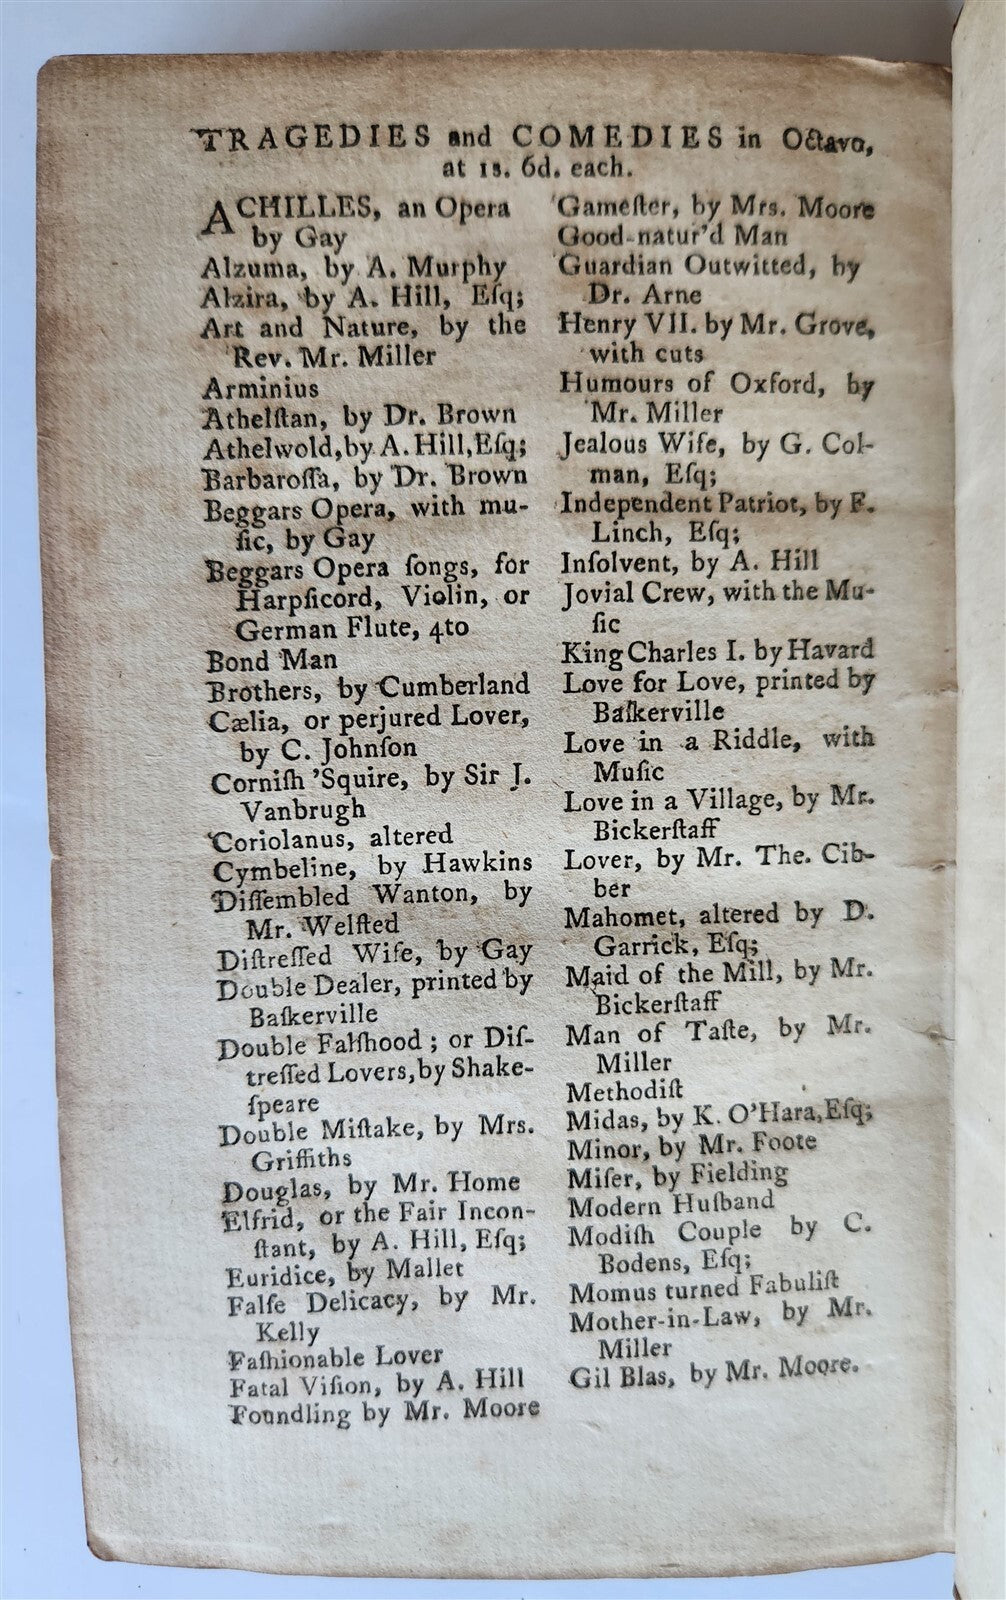 TRAGEDIES and COMEDIES in Octavo,
at 1s. 6d. each.
ACHILLES, an Opera
by Gay
Alzuma, by A. Murphy
Alzira, by A. Hill, Eſq;
Art and Nature, by the
Rev. Mr. Miller
Arminius
Athelſtan, by Dr. Brown
Athelwold, by A. Hill, Eſq;
Barbaroſſa, by Dr. Brown
Beggars Opera, with mu-
ſic, by Gay
Beggars Opera ſongs, for
Harpſicord, Violin, or
German Flute, 4to
Bond Man
Brothers, by Cumberland
Cælia, or perjured Lover,
by C. Johnſon
Corniſh 'Squire, by Sir J.
Vanbrugh
Coriolanus, altered
Cymbeline, by Hawkins
Diſſembled Wanton, by
Mr. Welſted
Diſtreſſed Wife, by Gay
Double Dealer, printed by
Baſkerville
Double Falſhood ; or Diſ-
treſſed Lovers, by Shake-
ſpeare
Double Miſtake, by Mrs.
Griffiths
Douglas, by Mr. Home
Elfrid, or the Fair Incon-
ſtant, by A. Hill, Eſq;
Euridice, by Mallet
Falſe Delicacy, by Mr.
Kelly
Faſhionable Lover
Fatal Viſion, by A. Hill
Foundling by Mr. Moore
Gameſter, by Mrs. Moore
Good-natur'd Man
Guardian Outwitted, by
Dr. Arne
Henry VII. by Mr. Grove,
with cuts
Humours of Oxford, by
Mr. Miller
Jealous Wife, by G. Col-
man, Eſq;
Independent Patriot, by F.
Linch, Eſq;
Inſolvent, by A. Hill
Jovial Crew, with the Mu-
ſic
King Charles I. by Havard
Love for Love, printed by
Baſkerville
Love in a Riddle, with
Muſic
Love in a Village, by Mr.
Bickerſtaff
Lover, by Mr. The. Cib-
ber
Mahomet, altered by D.
Garrick, Eſq;
Maid of the Mill, by Mr.
Bickerſtaff
Man of Taſte, by Mr.
Miller
Methodiſt
Midas, by K. O'Hara, Eſq;
Minor, by Mr. Foote
Miſer, by Fielding
Modern Huſband
Modiſh Couple by C.
Bodens, Eſq;
Momus turned Fabuliſt
Mother-in-Law, by Mr.
Miller
Gil Blas, by Mr. Moore.